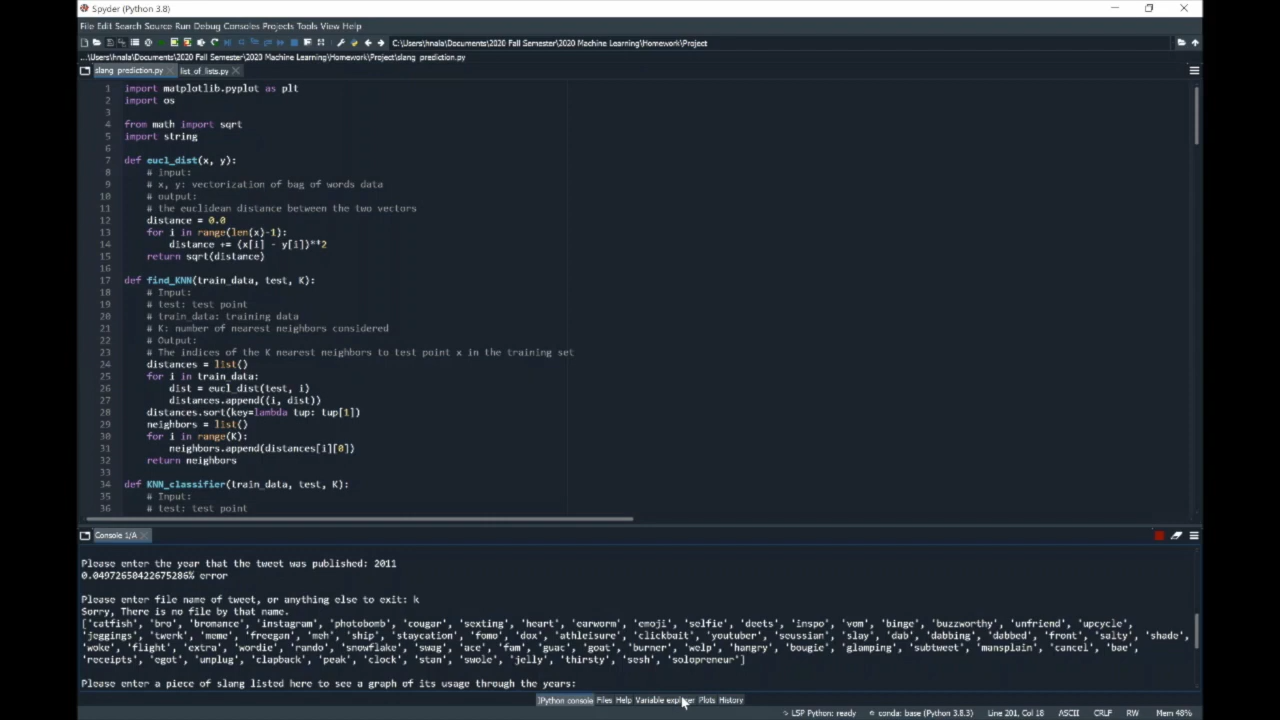 Spyder (Python 3.8)
File Edit Search Source Run Debug Consoles Projects Tools View Help
C:\Users\hnala\Documents\2020 Fall Semester\2020 Machine Learning\Homework\Project
...\Users\hnala\Documents\2020 Fall Semester\2020 Machine Learning\Homework\Project\slang_prediction.py
slang_prediction.py list_of_lists.py
1 import matplotlib.pyplot as plt
2 import os
3
4 from math import sqrt
5 import string
6
7 def eucl_dist(x, y):
8 # input:
9 # x, y: vectorization of bag of words data
10 # output:
11 # the euclidean distance between the two vectors
12 distance = 0.0
13 for i in range(len(x)-1):
14 distance += (x[i] - y[i])**2
15 return sqrt(distance)
16
17 def find_KNN(train_data, test, K):
18 # Input:
19 # test: test point
20 # train_data: training data
21 # K: number of nearest neighbors considered
22 # Output:
23 # The indices of the K nearest neighbors to test point x in the training set
24 distances = list()
25 for i in train_data:
26 dist = eucl_dist(test, i)
27 distances.append((i, dist))
28 distances.sort(key=lambda tup: tup[1])
29 neighbors = list()
30 for i in range(K):
31 neighbors.append(distances[i][0])
32 return neighbors
33
34 def KNN_classifier(train_data, test, K):
35 # Input:
36 # test: test point
Console 1/A
Please enter the year that the tweet was published: 2011
0.04972650422675286% error
Please enter file name of tweet, or anything else to exit: k
Sorry, There is no file by that name.
['catfish', 'bro', 'bromance', 'instagram', 'photobomb', 'cougar', 'sexting', 'heart', 'earworm', 'emoji', 'selfie', 'deets', 'inspo', 'vom', 'binge', 'buzzworthy', 'unfriend', 'upcycle',
'jeggings', 'twerk', 'meme', 'freegan', 'meh', 'ship', 'staycation', 'fomo', 'dox', 'athleisure', 'clickbait', 'youtuber', 'seussian', 'slay', 'dab', 'dabbing', 'dabbed', 'front', 'salty', 'shade',
'woke', 'flight', 'extra', 'wordie', 'rando', 'snowflake', 'swag', 'ace', 'fam', 'guac', 'goat', 'burner', 'welp', 'hangry', 'bougie', 'glamping', 'subtweet', 'mansplain', 'cancel', 'bae',
'receipts', 'egot', 'unplug', 'clapback', 'peak', 'clock', 'stan', 'swole', 'jelly', 'thirsty', 'sesh', 'solopreneur']
Please enter a piece of slang listed here to see a graph of its usage through the years:
IPython console Files Help Variable explorer Plots History
LSP Python: ready conda: base (Python 3.8.3) Line 201, Col 18 ASCII CRLF RW Mem 48%